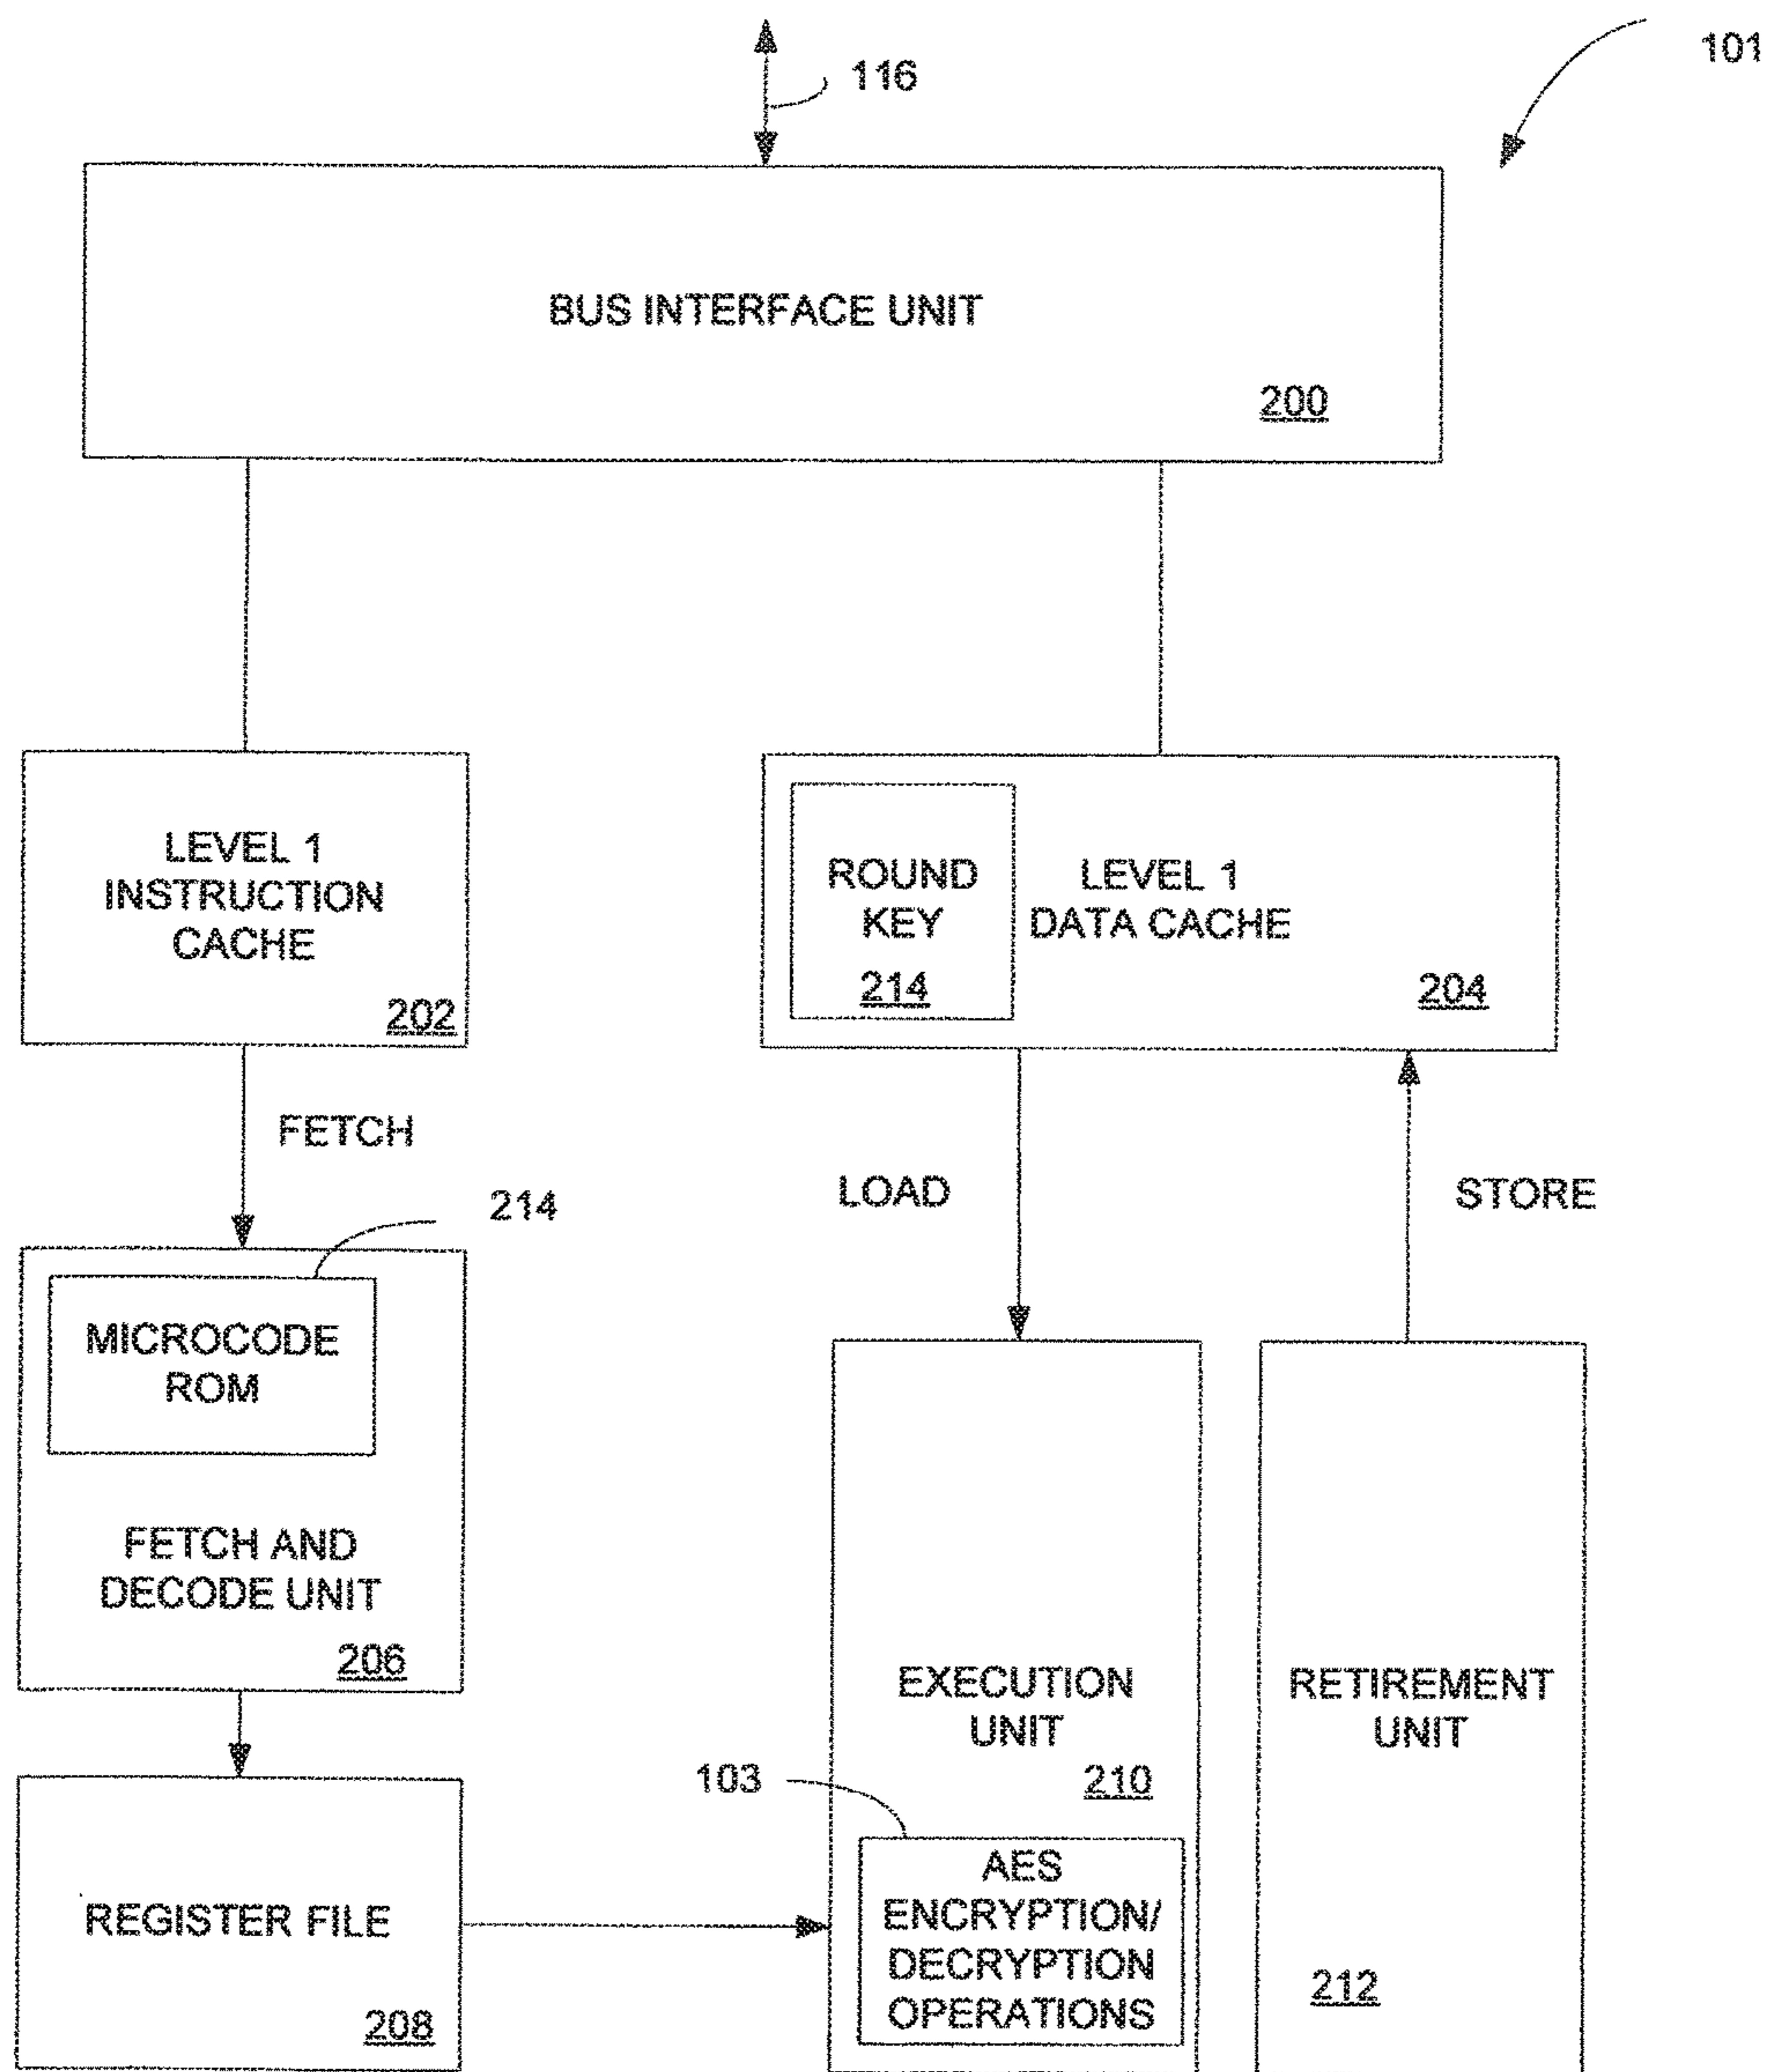 101
116
BUS INTERFACE UNIT
200
LEVEL 1
INSTRUCTION
CACHE
202
ROUND
KEY
214
LEVEL 1
DATA CACHE
204
FETCH
214
LOAD
STORE
MICROCODE
ROM
FETCH AND
DECODE UNIT
206
EXECUTION
UNIT
210
RETIREMENT
UNIT
212
103
AES
ENCRYPTION/
DECRYPTION
OPERATIONS
REGISTER FILE
208